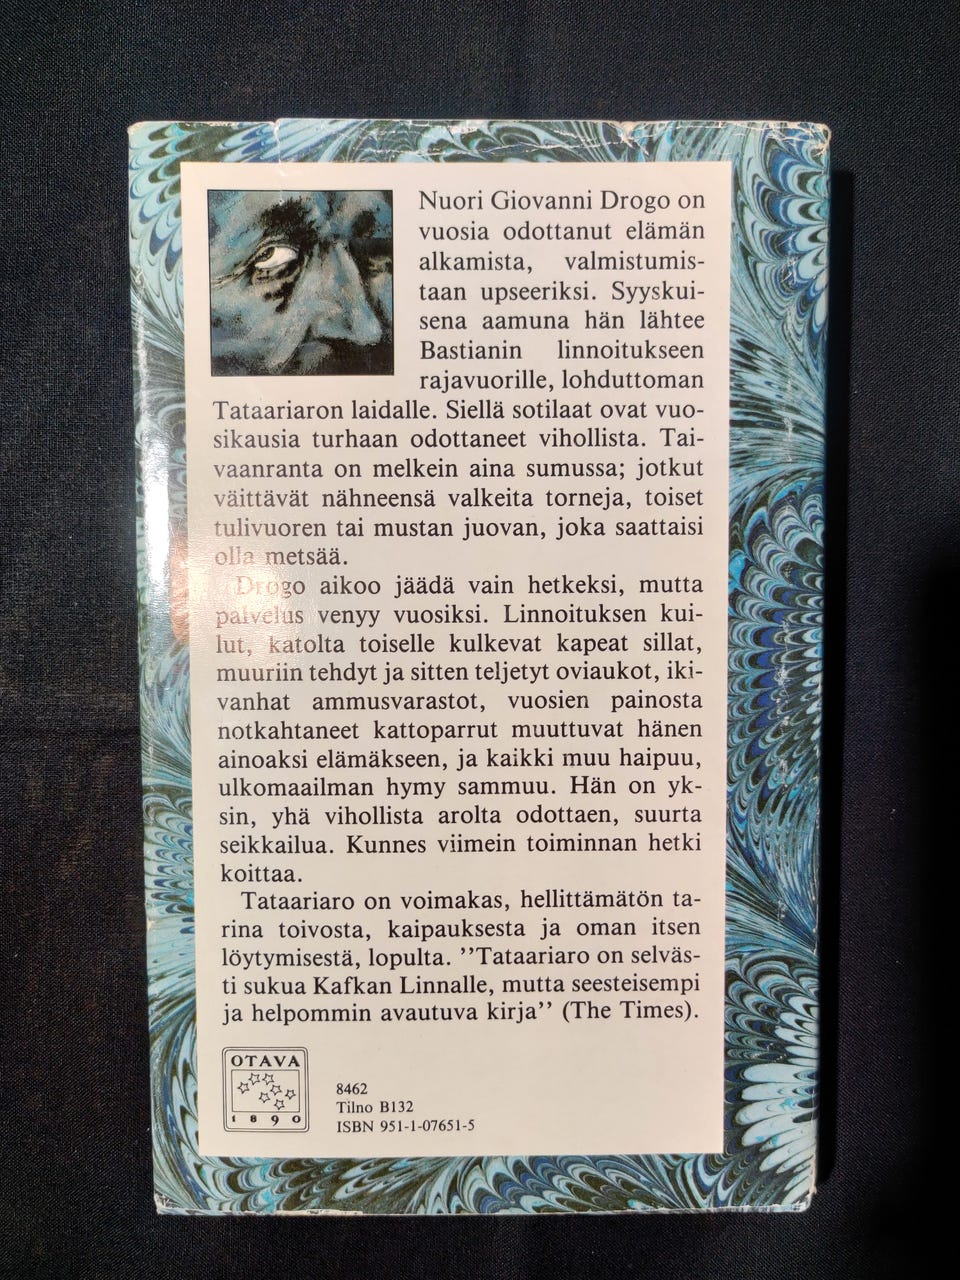 Nuori Giovanni Drogo on
vuosia odottanut elämän
alkamista, valmistumis-
taan upseeriksi. Syyskui-
sena aamuna hän lähtee
Bastianin linnoitukseen
rajavuorille, lohduttoman
Tataariaron laidalle. Siellä sotilaat ovat vuo-
sikausia turhaan odottaneet vihollista. Tai-
vaanranta on melkein aina sumussa; jotkut
väittävät nähneensä valkeita torneja, toiset
tulivuoren tai mustan juovan, joka saattaisi
olla metsää.
Drogo aikoo jäädä vain hetkeksi, mutta
palvelus venyy vuosiksi. Linnoituksen kui-
lut, katolta toiselle kulkevat kapeat sillat,
muuriin tehdyt ja sitten teljetyt oviaukot, iki-
vanhat ammusvarastot, vuosien painosta
notkahtaneet kattoparrut muuttuvat hänen
ainoaksi elämäkseen, ja kaikki muu haipuu,
ulkomaailman hymy sammuu. Hän on yk-
sin, yhä vihollista arolta odottaen, suurta
seikkailua. Kunnes viimein toiminnan hetki
koittaa.
Tataariaro on voimakas, hellittämätön ta-
rina toivosta, kaipauksesta ja oman itsen
löytymisestä, lopulta. ''Tataariaro on selväs-
ti sukua Kafkan Linnalle, mutta seesteisempi
ja helpommin avautuva kirja'' (The Times).
OTAVA
1890
8462
Tilno B132
ISBN 951-1-07651-5